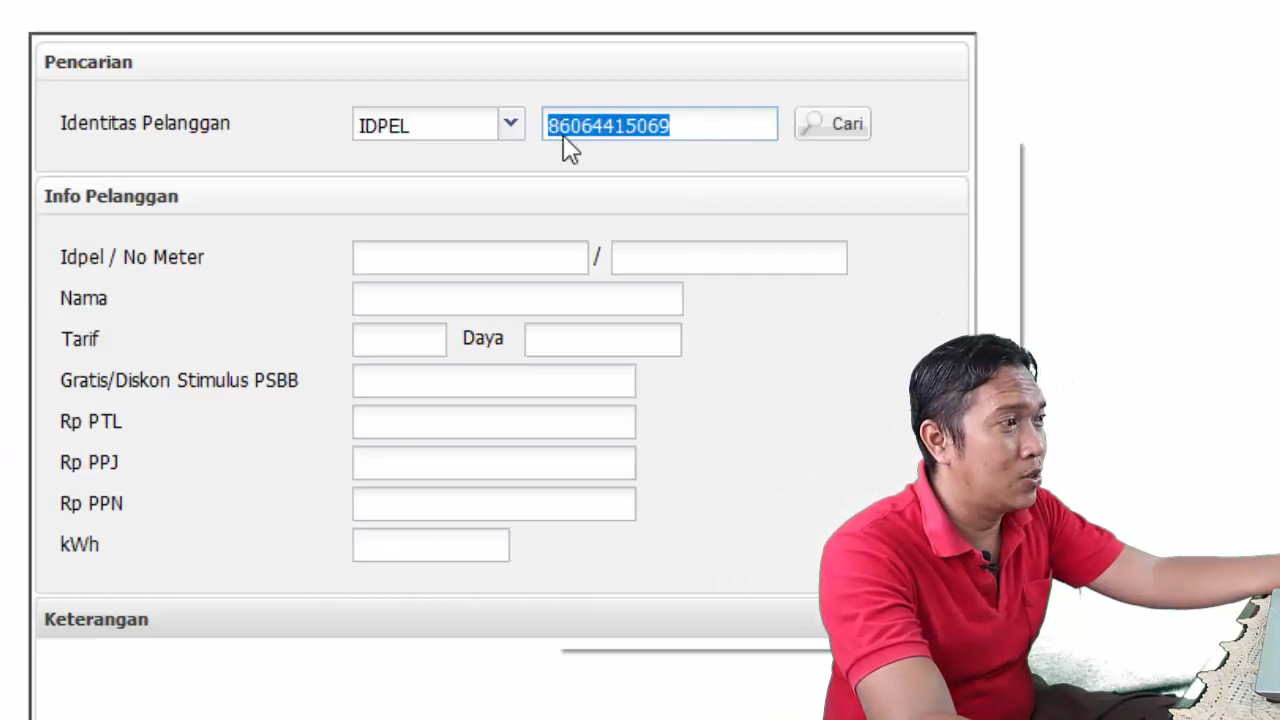 Pencarian
Identitas Pelanggan IDPEL 86064415069 Cari
Info Pelanggan
Idpel / No Meter /
Nama
Tarif Daya
Gratis/Diskon Stimulus PSBB
Rp PTL
Rp PPJ
Rp PPN
kWh
Keterangan